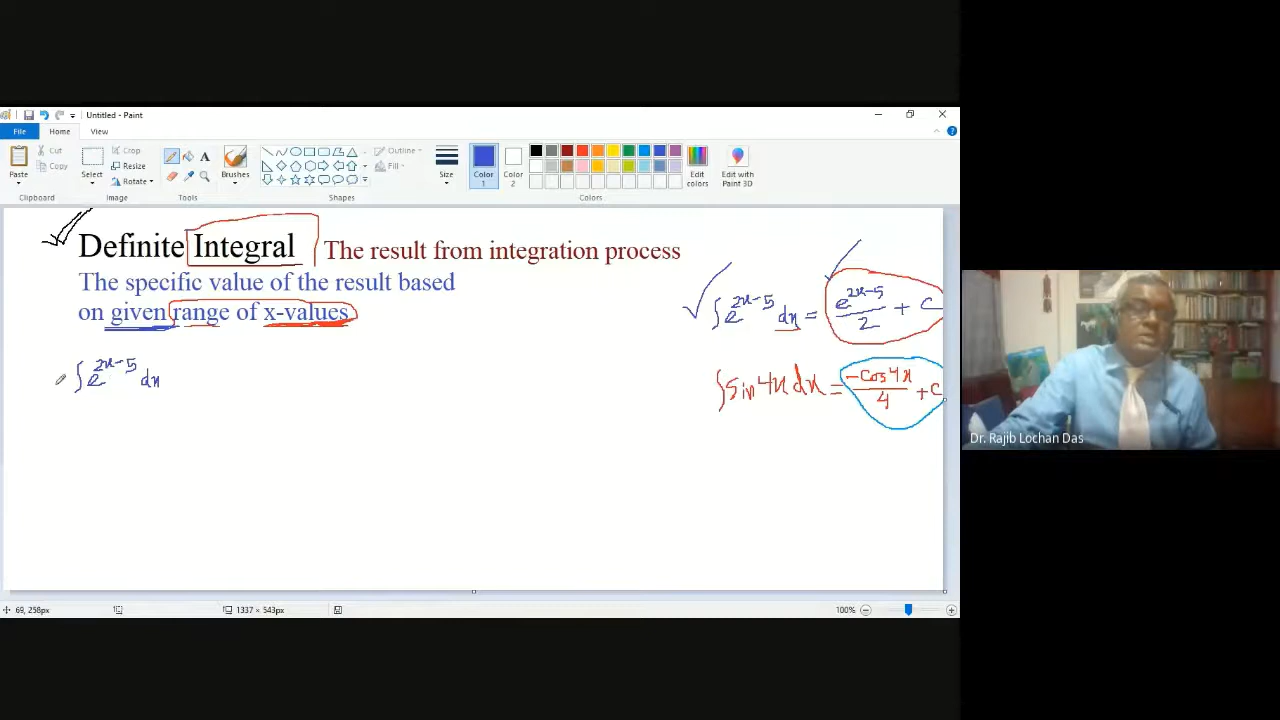 Untitled - Paint
File Home View
Paste
Cut
Copy
Clipboard
Select
Crop
Resize
Rotate
Image
A
Tools
Brushes
Outline
Fill
Shapes
Size
Color 1
Color 2
Edit colors
Edit with Paint 3D
Colors
Definite Integral The result from integration process
The specific value of the result based
on given range of x-values
∫e^{2x-5} dx = e^{2x-5}/2 + C
∫e^{2x-5} dx
∫Sin 4x dx = -Cos 4x/4 + C
Dr. Rajib Lochan Das
69, 258px
1337 × 543px
100%